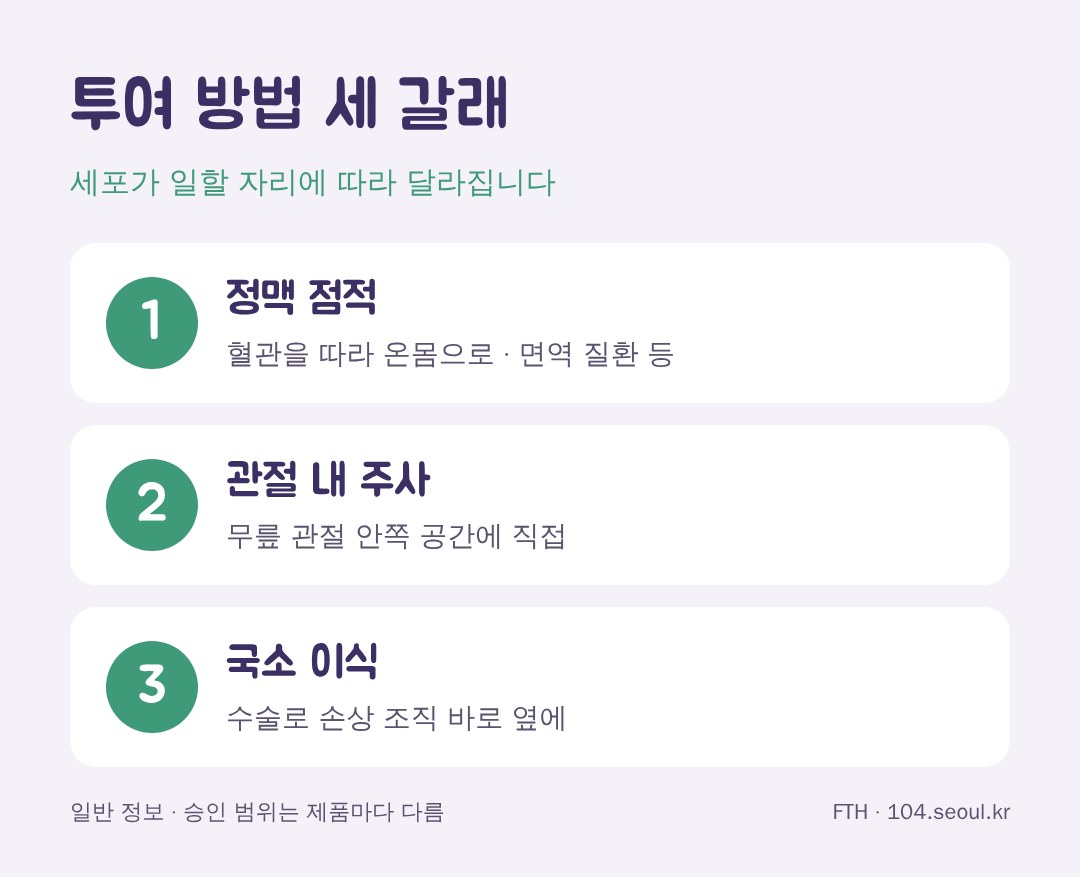 투여 방법 세 갈래
세포가 일할 자리에 따라 달라집니다
1
정맥 점적
혈관을 따라 온몸으로 · 면역 질환 등
2
관절 내 주사
무릎 관절 안쪽 공간에 직접
3
국소 이식
수술로 손상 조직 바로 옆에
일반 정보 · 승인 범위는 제품마다 다름
FTH · 104.seoul.kr